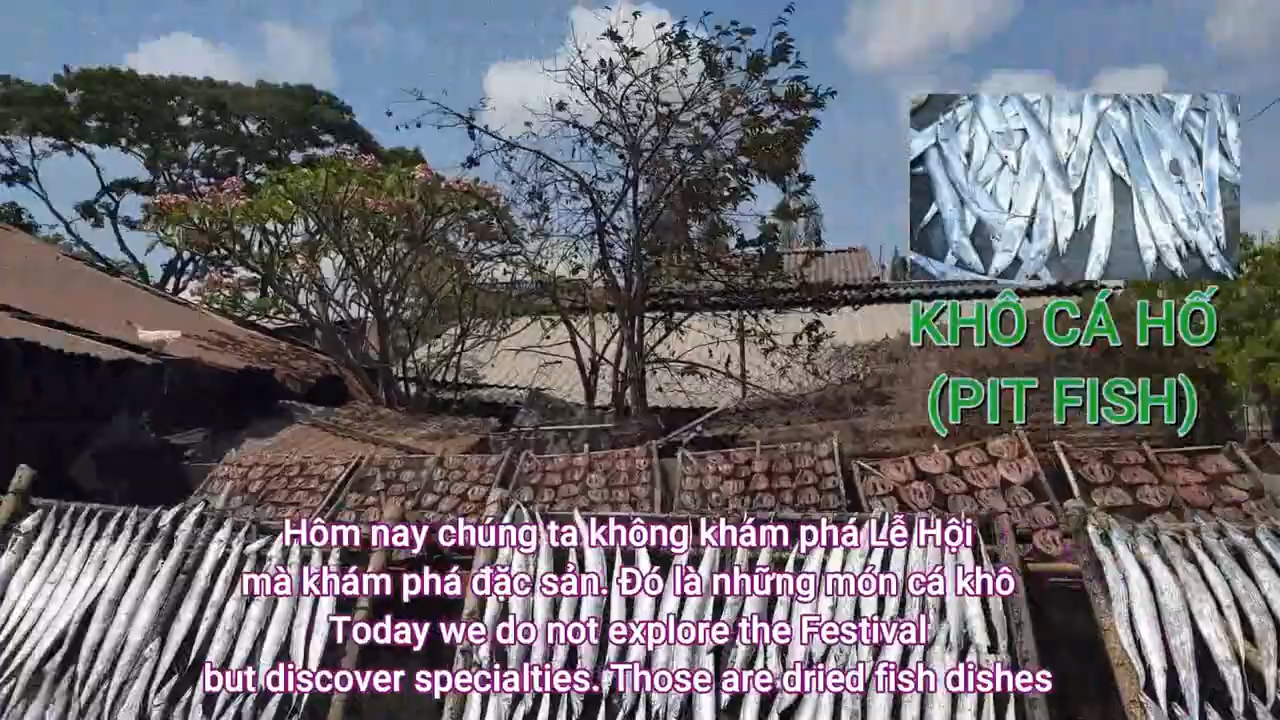 KHÔ CÁ HỐ
(PIT FISH)
Hôm nay chúng ta không khám phá Lễ Hội
mà khám phá đặc sản. Đó là những món cá khô
Today we do not explore the Festival
but discover specialties. Those are dried fish dishes